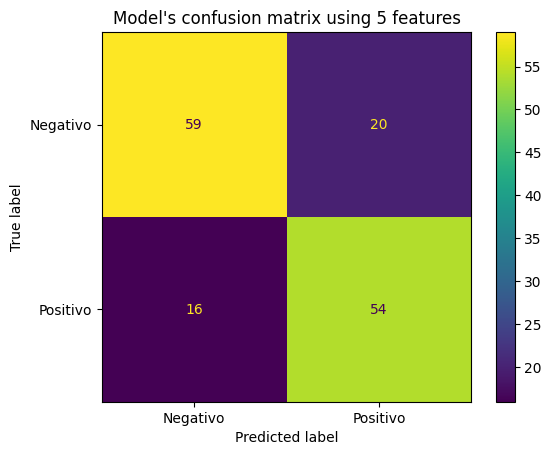 Model's confusion matrix using 5 features
Negativo
59
20
Positivo
16
54
Negativo
Positivo
True label
Predicted label
55
50
45
40
35
30
25
20